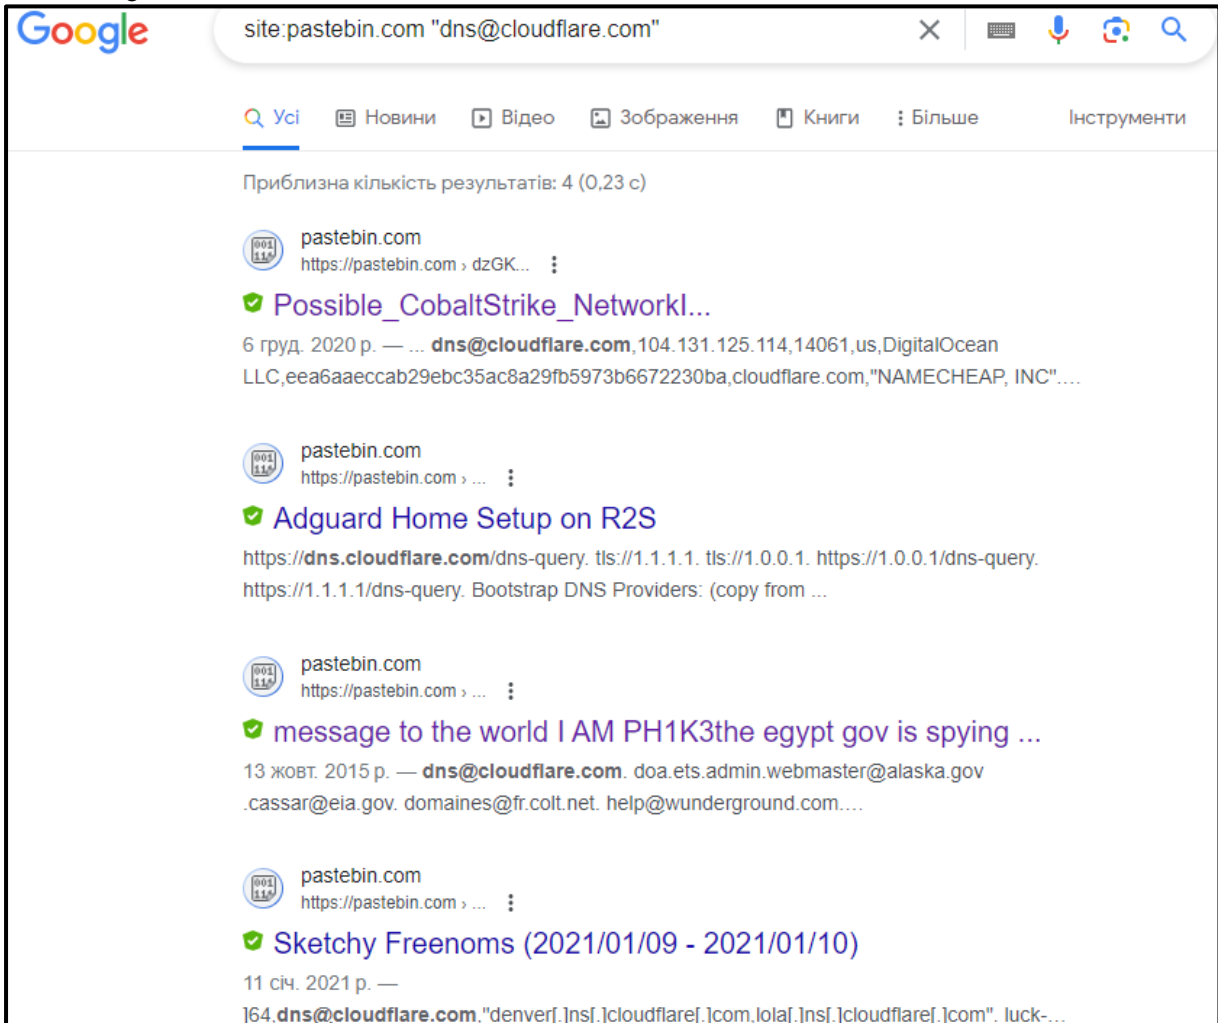 Google
site:pastebin.com "dns@cloudflare.com"
Усі Новини Відео Зображення Книги Більше Інструменти
Приблизна кількість результатів: 4 (0,23 с)
pastebin.com
https://pastebin.com › dzGK...
Possible_CobaltStrike_NetworkI...
6 груд. 2020 р. — ... dns@cloudflare.com,104.131.125.114,14061,us,DigitalOcean
LLC,eea6aaeccab29ebc35ac8a29fb5973b6672230ba,cloudflare.com,"NAMECHEAP, INC"....
pastebin.com
https://pastebin.com › ...
Adguard Home Setup on R2S
https://dns.cloudflare.com/dns-query. tls://1.1.1.1. tls://1.0.0.1. https://1.0.0.1/dns-query.
https://1.1.1.1/dns-query. Bootstrap DNS Providers: (copy from ...
pastebin.com
https://pastebin.com › ...
message to the world I AM PH1K3the egypt gov is spying ...
13 жовт. 2015 р. — dns@cloudflare.com. doa.ets.admin.webmaster@alaska.gov
.cassar@eia.gov. domaines@fr.colt.net. help@wunderground.com....
pastebin.com
https://pastebin.com › ...
Sketchy Freenoms (2021/01/09 - 2021/01/10)
11 січ. 2021 р. —
]64,dns@cloudflare.com,"denver[.]ns[.]cloudflare[.]com,lola[.]ns[.]cloudflare[.]com". luck-...